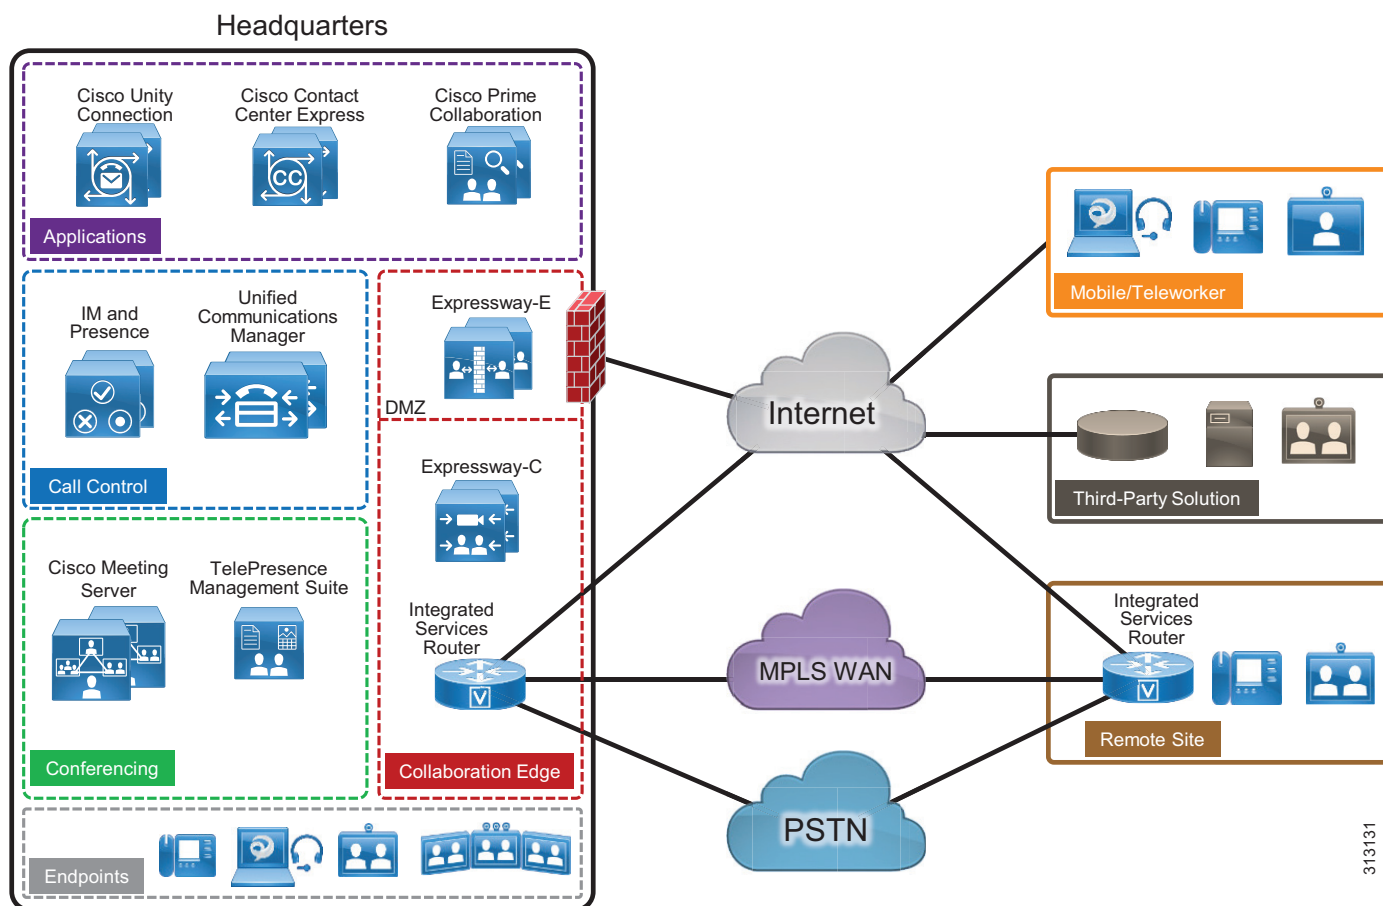 Headquarters
Cisco Unity
Connection
Cisco Contact
Center Express
Cisco Prime
Collaboration
CC
Applications
IM and
Presence
Unified
Communications
Manager
Call Control
Expressway-E
DMZ
Expressway-C
Integrated
Services
Router
V
Collaboration Edge
Cisco Meeting
Server
TelePresence
Management Suite
Conferencing
Endpoints
Internet
MPLS WAN
PSTN
Mobile/Teleworker
Third-Party Solution
Integrated
Services
Router
V
Remote Site
313131